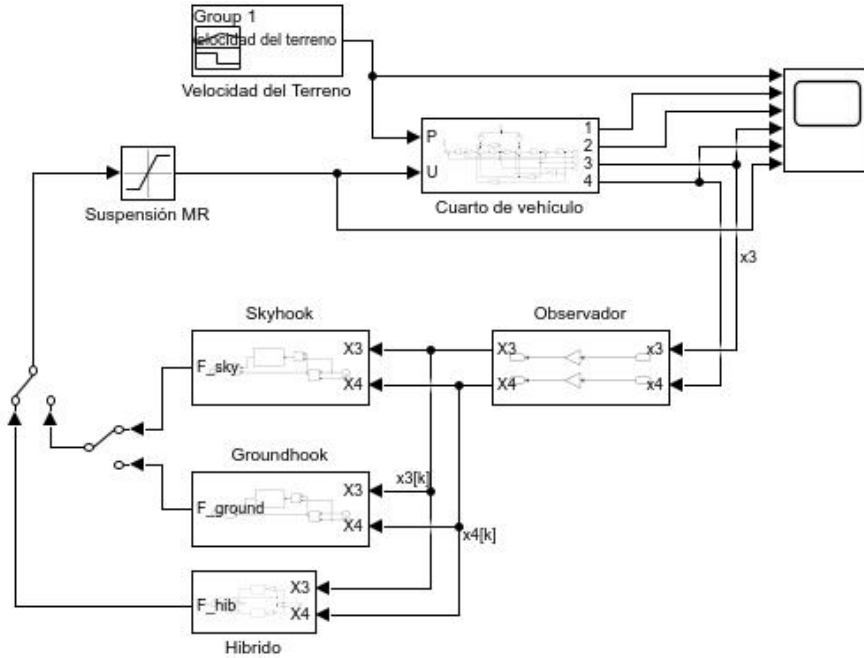 Group 1
elocidad del terreno
Velocidad del Terreno
P
U
1
2
3
4
Cuarto de vehículo
Suspensión MR
x3
Skyhook
F_sky
X3
X4
Observador
X3
X4
x3
x4
Groundhook
F_ground
X3
X4
x3[k]
x4[k]
F_hib
X3
X4
Hibrido